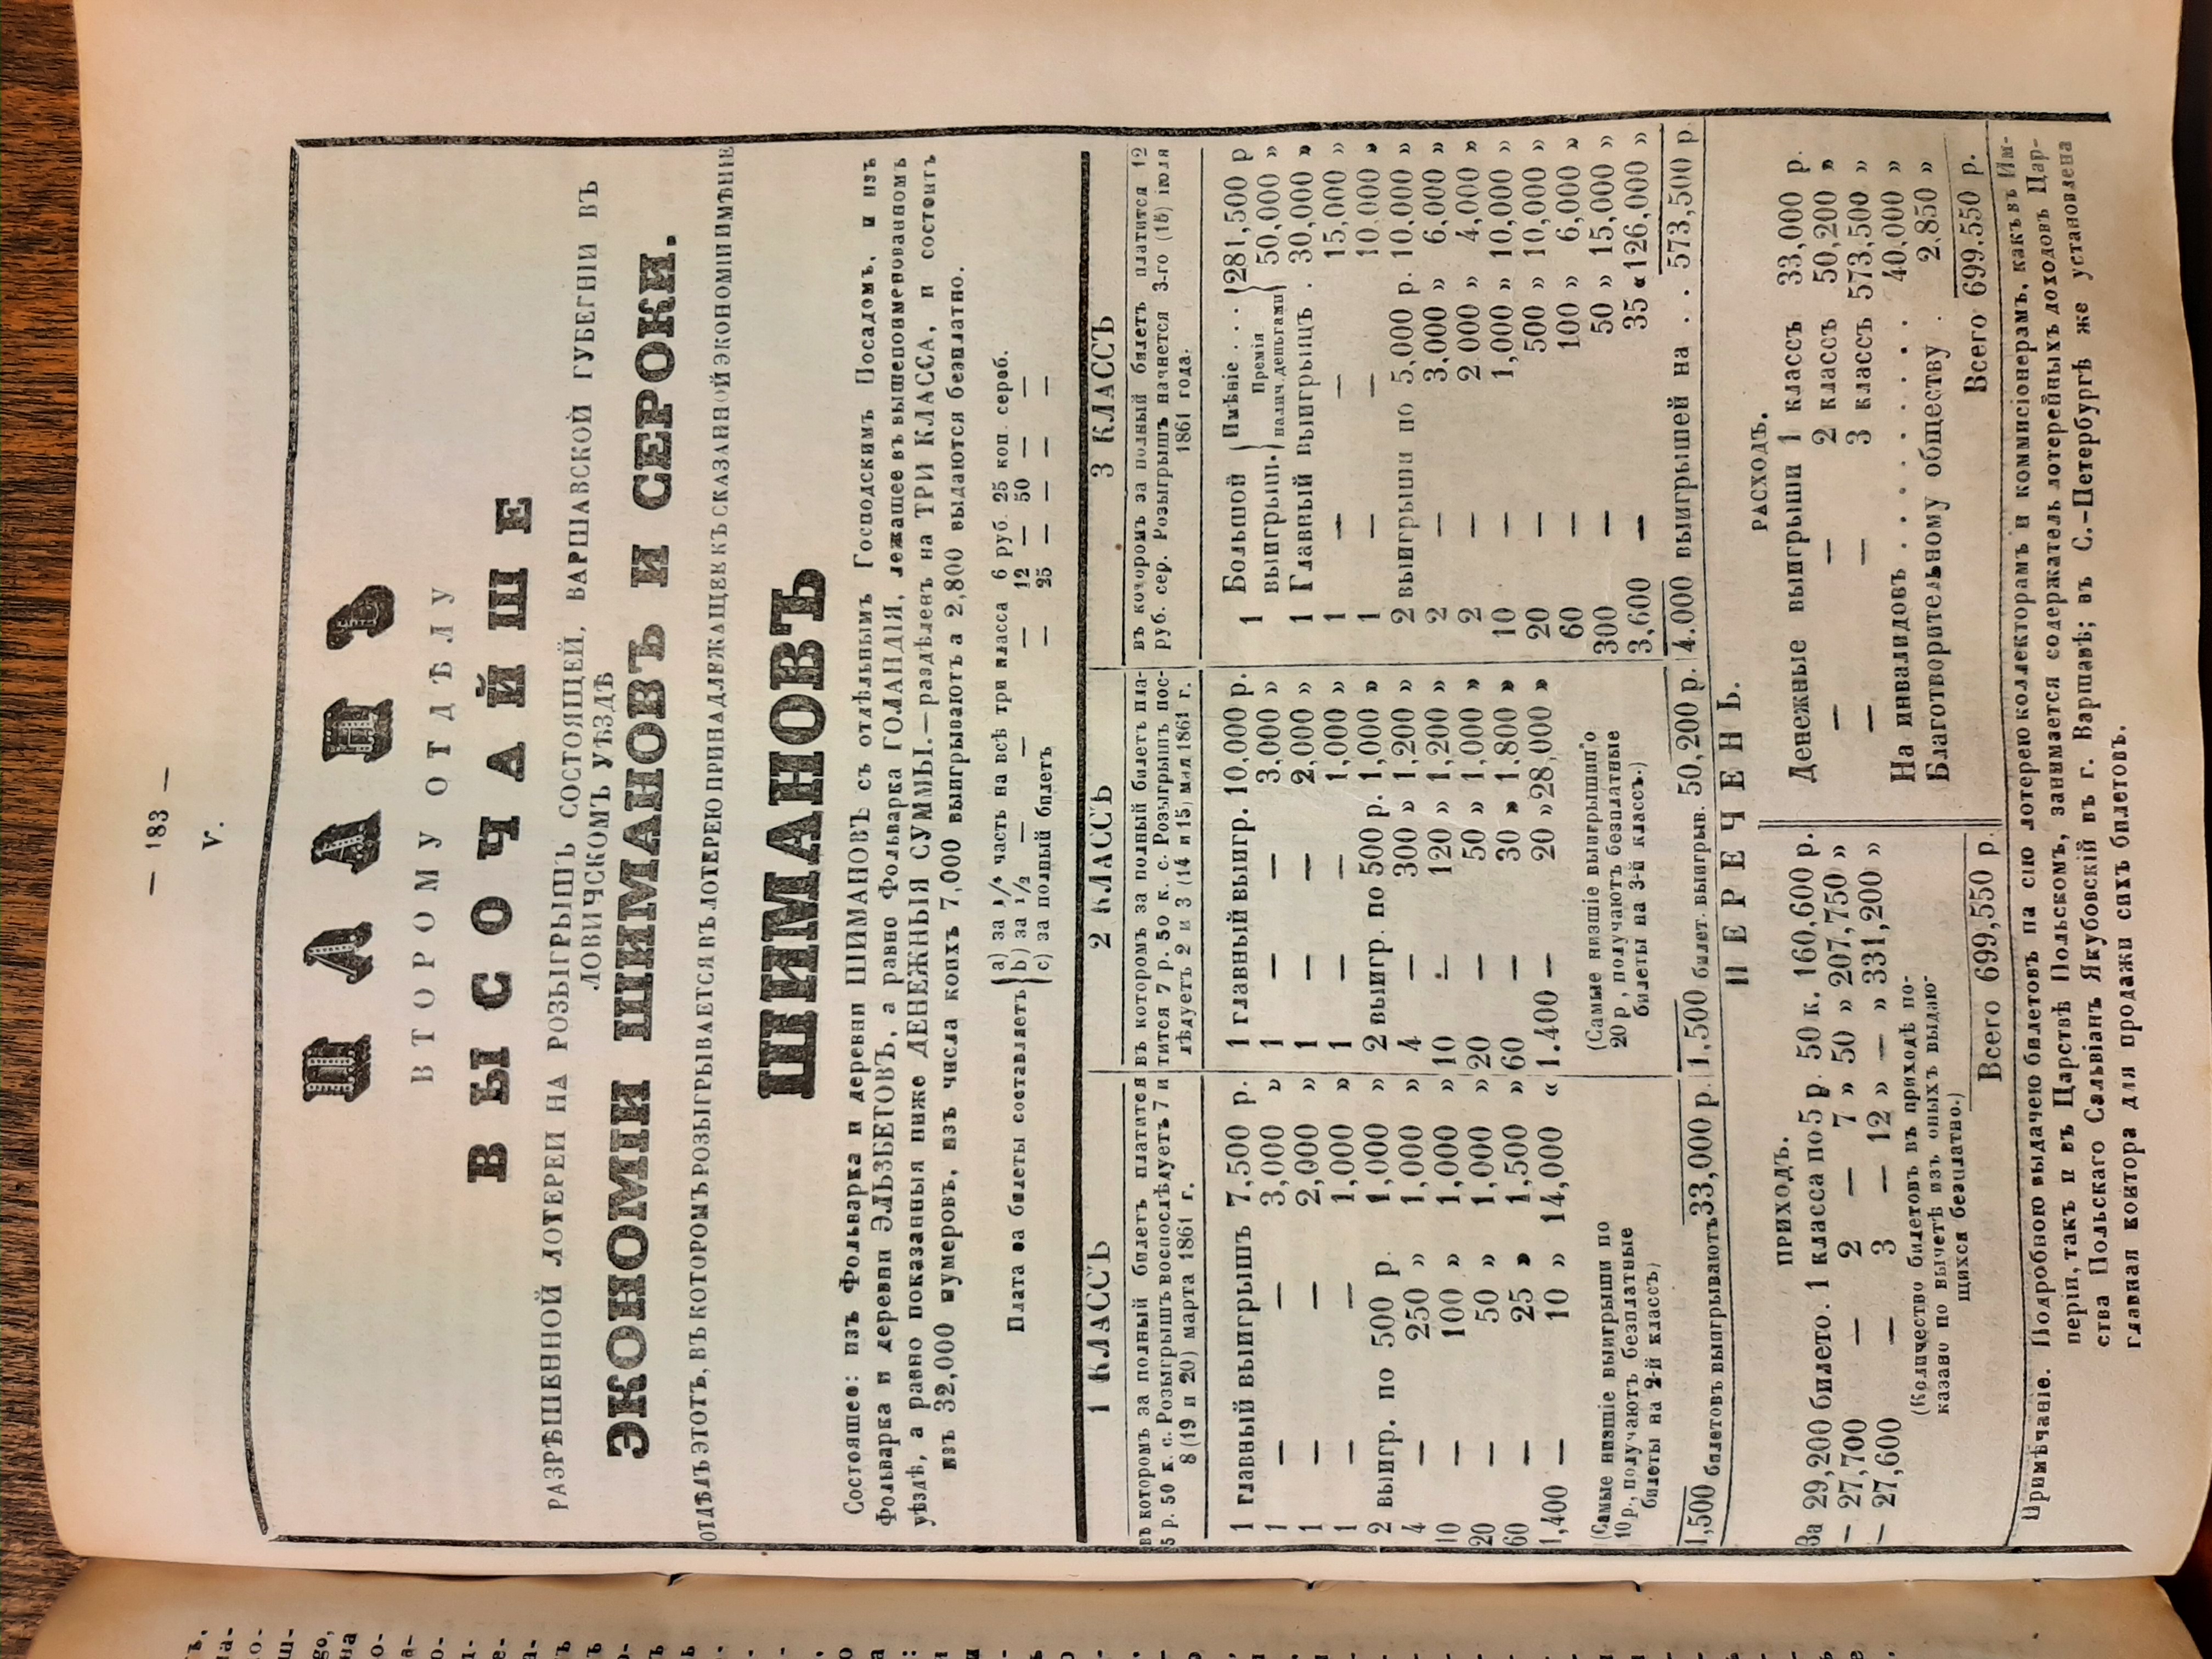 — 183 —
V.
ПЛАНЪ
ВТОРОМУ ОТДѢЛУ
ВЫСОЧАЙШЕ
РАЗРѢШЕННОЙ ЛОТЕРЕИ НА РОЗЫГРЫШЪ СОСТОЯЩЕЙ, ВАРШАВСКОЙ ГУБЕРНІИ ВЪ
ЛОВИЧСКОМЪ УѢЗДѢ
ЭКОНОМІИ ШИМАНОВЪ И СЕРОКИ.
ОТДѢЛЪ ЭТОТЪ, ВЪ КОТОРОМЪ РОЗЫГРЫВАЕТСЯ ВЪ ЛОТЕРЕЮ ПРИНАДЛЕЖАЩЕЕ КЪ СКАЗАННОЙ ЭКОНОМІИ ИМѢНІЕ
ШИМАНОВЪ
Состоящее: изъ Фольварка и деревни ШИМАНОВЪ съ отдѣльнымъ Господскимъ Посадомъ, и изъ
Фольварка и деревни ЭЛЬЗБЕТОВЪ, а равно Фольварка ГОЛАНДІЯ, лежащее въ вышепоименованномъ
уѣздѣ, а равно показанныя ниже ДЕНЕЖНЫЯ СУММЫ.—раздѣленъ на ТРИ КЛАССА, и состоитъ
изъ 32,000 нумеровъ, изъ числа коихъ 7,000 выигрываютъ а 2,800 выдаются безплатно.
Плата за билеты составляетъ
a) за 1/4 часть на всѣ три класса 6 руб. 25 коп. сереб.
b) за 1/2 — — — 12 — 50 — —
c) за полный билетъ — 25 — — — —
1 КЛАССЪ
въ которомъ за полный билетъ платится
5 р. 50 к. с. Розыгрышъ воспослѣдуетъ 7 и
8 (19 и 20) марта 1861 г.
1 главный выигрышъ 7,500 р.
1 — — 3,000 »
1 — — 2,000 »
1 — — 1,000 »
2 выигр. по 500 р. 1,000 »
4 — 250 » 1,000 »
10 — 100 » 1,000 »
20 — 50 » 1,000 »
60 — 25 » 1,500 »
1,400 — 10 » 14,000 «
(Самые низшіе выигрыши по
10 р., получаютъ безплатные
билеты на 2-й классъ)
1,500 билетовъ выигрываютъ 33,000 р.
2 КЛАССЪ
въ которомъ за полный билетъ пла-
тится 7 р. 50 к. с. Розыгрышъ пос-
лѣдуетъ 2 и 3 (14 и 15) мая 1861 г.
1 главный выигр. 10,000 р.
1 — — 3,000 »
1 — — 2,000 »
1 — — 1,000 »
2 выигр. по 500 р. 1,000 »
4 — 300 » 1,200 »
10 — 120 » 1,200 »
20 — 50 » 1,000 »
60 — 30 » 1,800 »
1.400 — 20 » 28,000 »
(Самые низшіе выигрыши по
20 р , получаютъ безплатные
билеты на 3-й классъ.)
1,500 билет. выигрыв. 50,200 р.
3 КЛАССЪ
въ которомъ за полный билетъ платится 12
руб. сер. Розыгрышъ начнется 3-го (15) іюля
1861 года.
1 Большой выигрыш. Имѣніе . . . 281,500 р
Премія налич. деньгами 50,000 »
1 Главный выигрышъ . 30,000 »
1 — — 15,000 »
1 — — 10.000 »
2 выигрыши по 5,000 р. 10,000 »
2 — 3,000 » 6,000 »
2 — 2 000 » 4,000 »
10 — 1,000 » 10,000 »
20 — 500 » 10,000 »
60 — 100 » 6,000 »
300 — 50 » 15,000 »
3,600 — 35 « 126,000 »
4.000 выигрышей на . . 573,500 р
ПЕРЕЧЕНЬ.
ПРИХОДЪ.
За 29,200 билето. 1 класса по 5 р. 50 к. 160,600 р.
— 27,700 — 2 — 7 » 50 » 207,750 »
— 27,600 — 3 — 12 » — » 331,200 »
(Количество билетовъ въ приходѣ по-
казано по вычетѣ изъ оныхъ выдаю-
щихся безплатно.)
Всего 699,550 р.
РАСХОДЪ.
Денежные выигрыши 1 классъ 33,000 р.
— — 2 классъ 50,200 »
— — 3 классъ 573,500 »
На инвалидовъ . . . . . . . . . 40,000 »
Благотворительному обществу . 2,850 »
Всего 699.550 р.
Примѣчаніе. Подробною выдачею билетовъ на сію лотерею коллекторамъ и коммисіонерамъ, какъ въ Им-
періи, такъ и въ Царствѣ Польскомъ, занимается содержатель лотерейныхъ доходовъ Цар-
ства Польскаго Сальвіанъ Якубовскій въ г. Варшавѣ; въ С.-Петербургѣ же установлена
главная контора для продажи сихъ билетовъ.